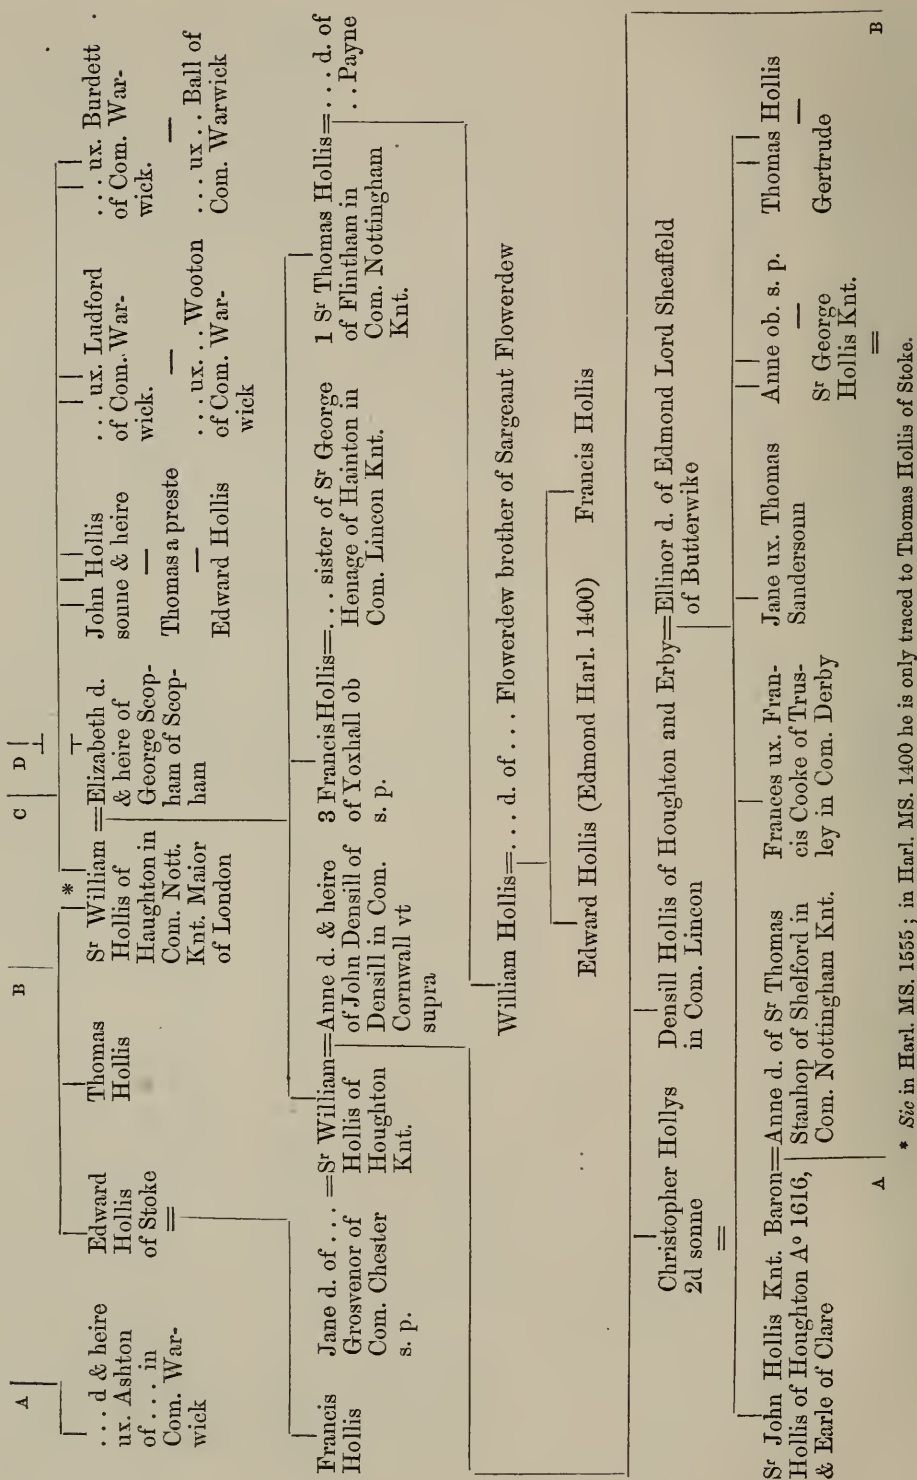 A
B
C
D
... d & heire
ux. Ashton
of .... in
Com. War-
wick
Edward
Hollis
of Stoke
Thomas
Hollis
*
Sr William
Hollis of
Haughton in
Com. Nott.
Knt. Maior
of London
=Elizabeth d.
& heire of
George Scop-
ham of Scop-
ham
John Hollis
sonne & heire
—
Thomas a preste
—
Edward Hollis
... ux. Ludford
of Com. War-
wick.
—
... ux... Wooton
of Com. War-
wick
... ux. Burdett
of Com. War-
wick.
—
... ux.. Ball of
Com. Warwick
Francis
Hollis
Jane d. of ...
Grosvenor of
Com. Chester
s. p.
=Sr William=
Hollis of
Houghton
Knt.
Anne d. & heire
of John Densill of
Densill in Com.
Cornwall vt
supra
3 Francis Hollis=
of Yoxhall ob
s. p.
... sister of Sr George
Henage of Hainton in
Com. Lincon Knt.
1 Sr Thomas Hollis=
of Flintham in
Com. Nottingham
Knt.
... d. of
.. Payne
William Hollis=... d. of ... Flowerdew brother of Sargeant Flowerdew
Edward Hollis (Edmond Harl. 1400)
Francis Hollis
Christopher Hollys
2d sonne
Densill Hollis of Houghton and Erby=
in Com. Lincon
Ellinor d. of Edmond Lord Sheaffeld
of Butterwike
Sr John Hollis Knt. Baron=
Hollis of Houghton Ao 1616,
& Earle of Clare
Anne d. of Sr Thomas
Stanhop of Shelford in
Com. Nottingham Knt.
Frances ux. Fran-
cis Cooke of Trus-
ley in Com. Derby
Jane ux. Thomas
Sandersonn
Anne ob. s. p.
—
Sr George
Hollis Knt.
=
Thomas Hollis
—
Gertrude
A
B
* Sic in Harl. MS. 1555; in Harl. MS. 1400 he is only traced to Thomas Hollis of Stoke.